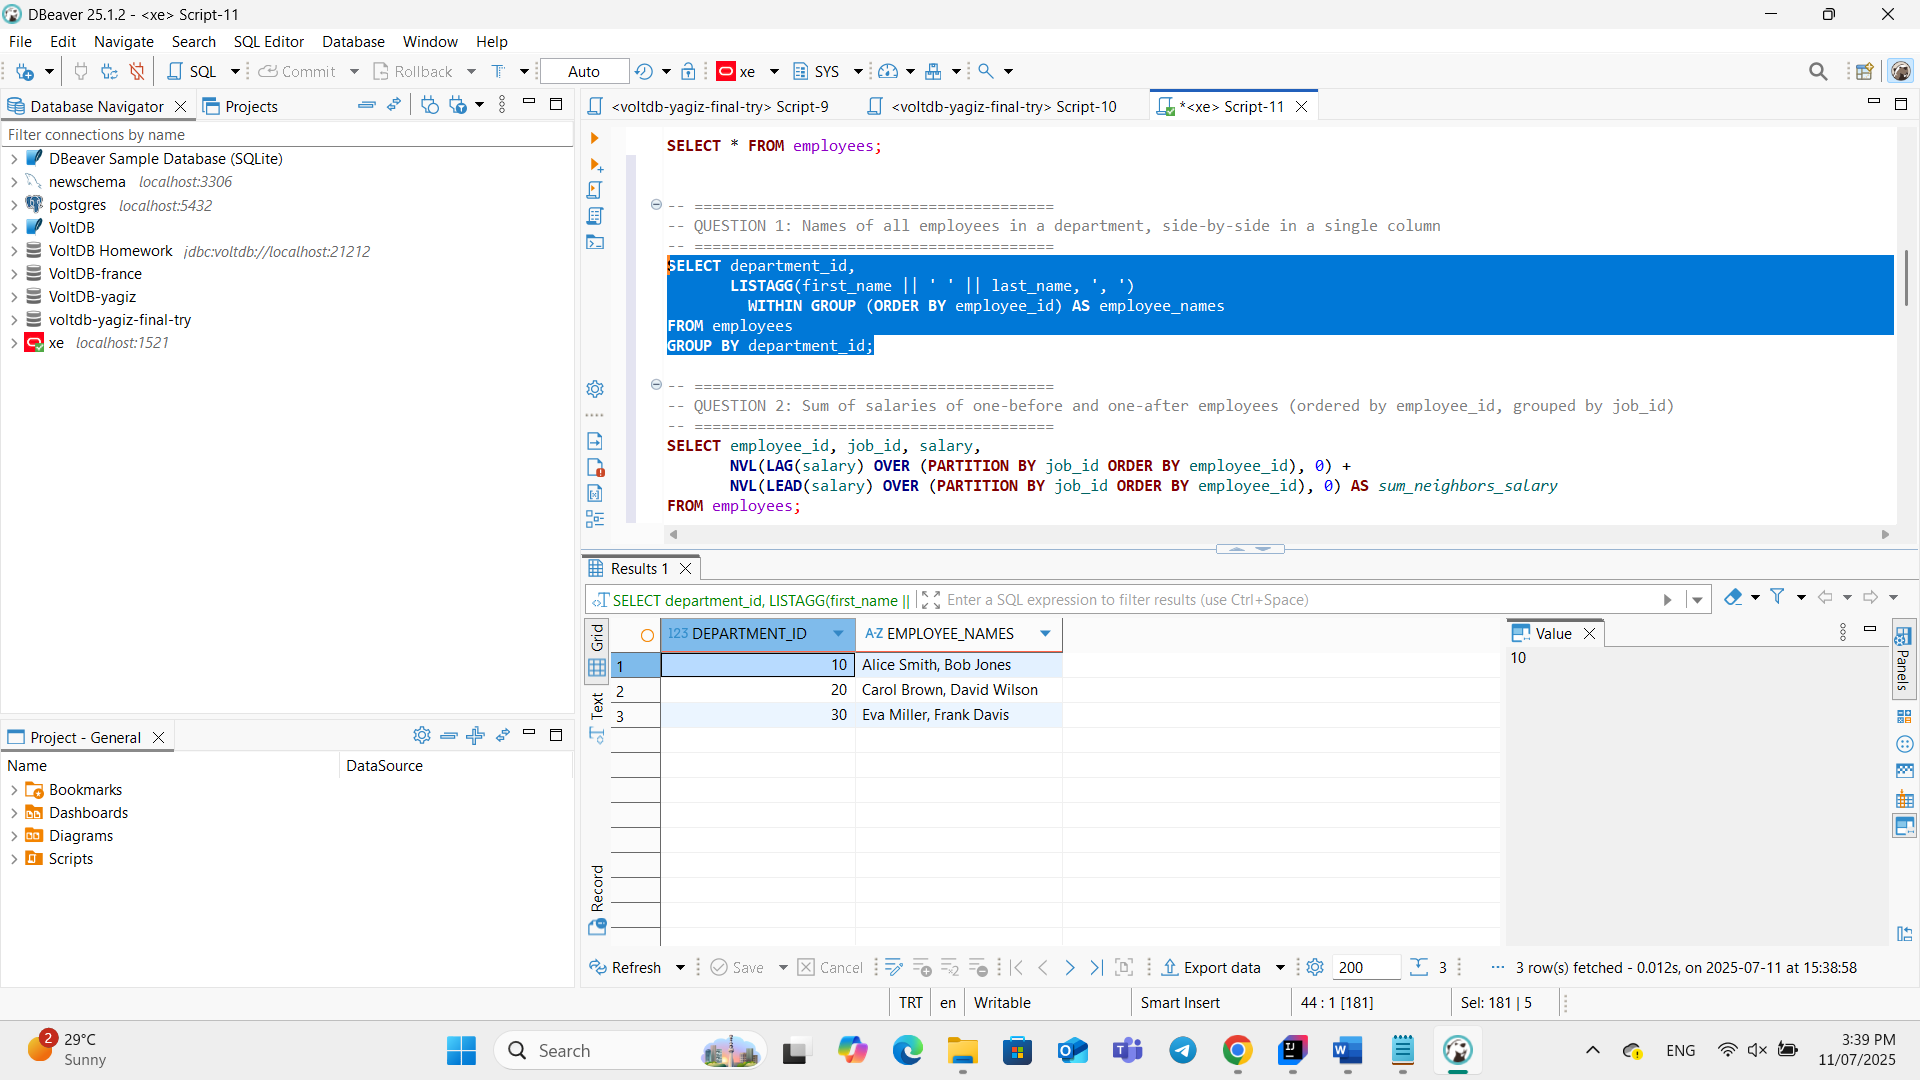 DBeaver 25.1.2 - <xe> Script-11
File Edit Navigate Search SQL Editor Database Window Help
SQL Commit Rollback T Auto xe SYS
Database Navigator Projects
Filter connections by name
DBeaver Sample Database (SQLite)
newschema localhost:3306
postgres localhost:5432
VoltDB
VoltDB Homework jdbc:voltdb://localhost:21212
VoltDB-france
VoltDB-yagiz
voltdb-yagiz-final-try
xe localhost:1521
Project - General
Name DataSource
Bookmarks
Dashboards
Diagrams
Scripts
<voltdb-yagiz-final-try> Script-9 <voltdb-yagiz-final-try> Script-10 *<xe> Script-11
SELECT * FROM employees;
-- ========================================
-- QUESTION 1: Names of all employees in a department, side-by-side in a single column
-- ========================================
SELECT department_id,
LISTAGG(first_name || ' ' || last_name, ', ')
WITHIN GROUP (ORDER BY employee_id) AS employee_names
FROM employees
GROUP BY department_id;
-- ========================================
-- QUESTION 2: Sum of salaries of one-before and one-after employees (ordered by employee_id, grouped by job_id)
-- ========================================
SELECT employee_id, job_id, salary,
NVL(LAG(salary) OVER (PARTITION BY job_id ORDER BY employee_id), 0) +
NVL(LEAD(salary) OVER (PARTITION BY job_id ORDER BY employee_id), 0) AS sum_neighbors_salary
FROM employees;
Results 1
SELECT department_id, LISTAGG(first_name || Enter a SQL expression to filter results (use Ctrl+Space)
Grid
Text
Record
123 DEPARTMENT_ID A-Z EMPLOYEE_NAMES
1 10 Alice Smith, Bob Jones
2 20 Carol Brown, David Wilson
3 30 Eva Miller, Frank Davis
Value
10
Panels
Refresh Save Cancel Export data 200 3 ... 3 row(s) fetched - 0.012s, on 2025-07-11 at 15:38:58
TRT en Writable Smart Insert 44 : 1 [181] Sel: 181 | 5
2 29°C
Sunny
Search
ENG
3:39 PM
11/07/2025